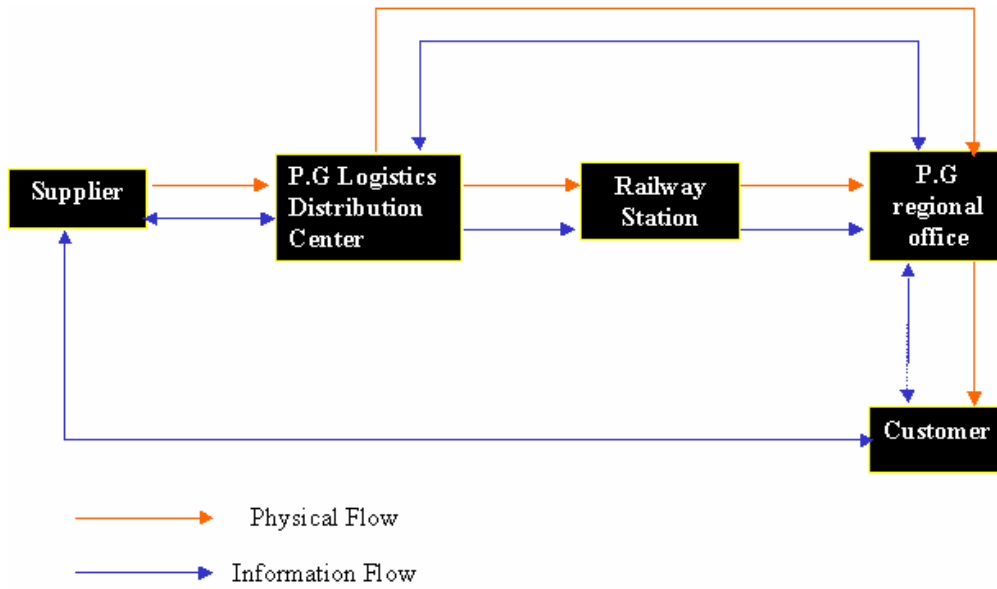 Supplier
P.G Logistics
Distribution
Center
Railway
Station
P.G
regional
office
Customer
Physical Flow
Information Flow